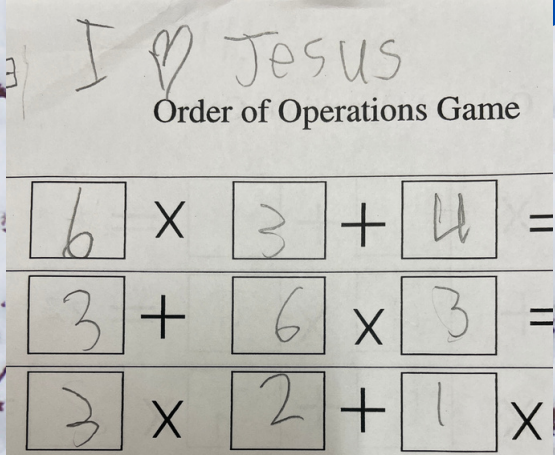 I ♡ Jesus
Order of Operations Game
6 × 3 + 4 =
3 + 6 × 3 =
3 × 2 + 1 ×